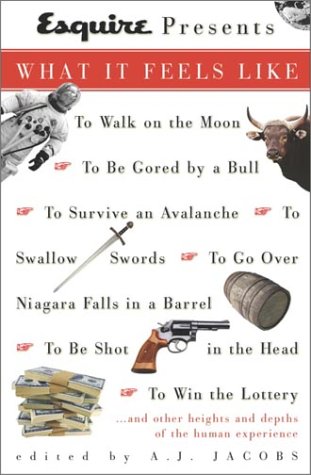 Esquire Presents
WHAT IT FEELS LIKE
To Walk on the Moon
☞ To Be Gored by a Bull
☞ To Survive an Avalanche ☞ To
Swallow Swords ☞ To Go Over
Niagara Falls in a Barrel
☞ To Be Shot in the Head
☞ To Win the Lottery
...and other heights and depths
of the human experience
edited by A.J. JACOBS